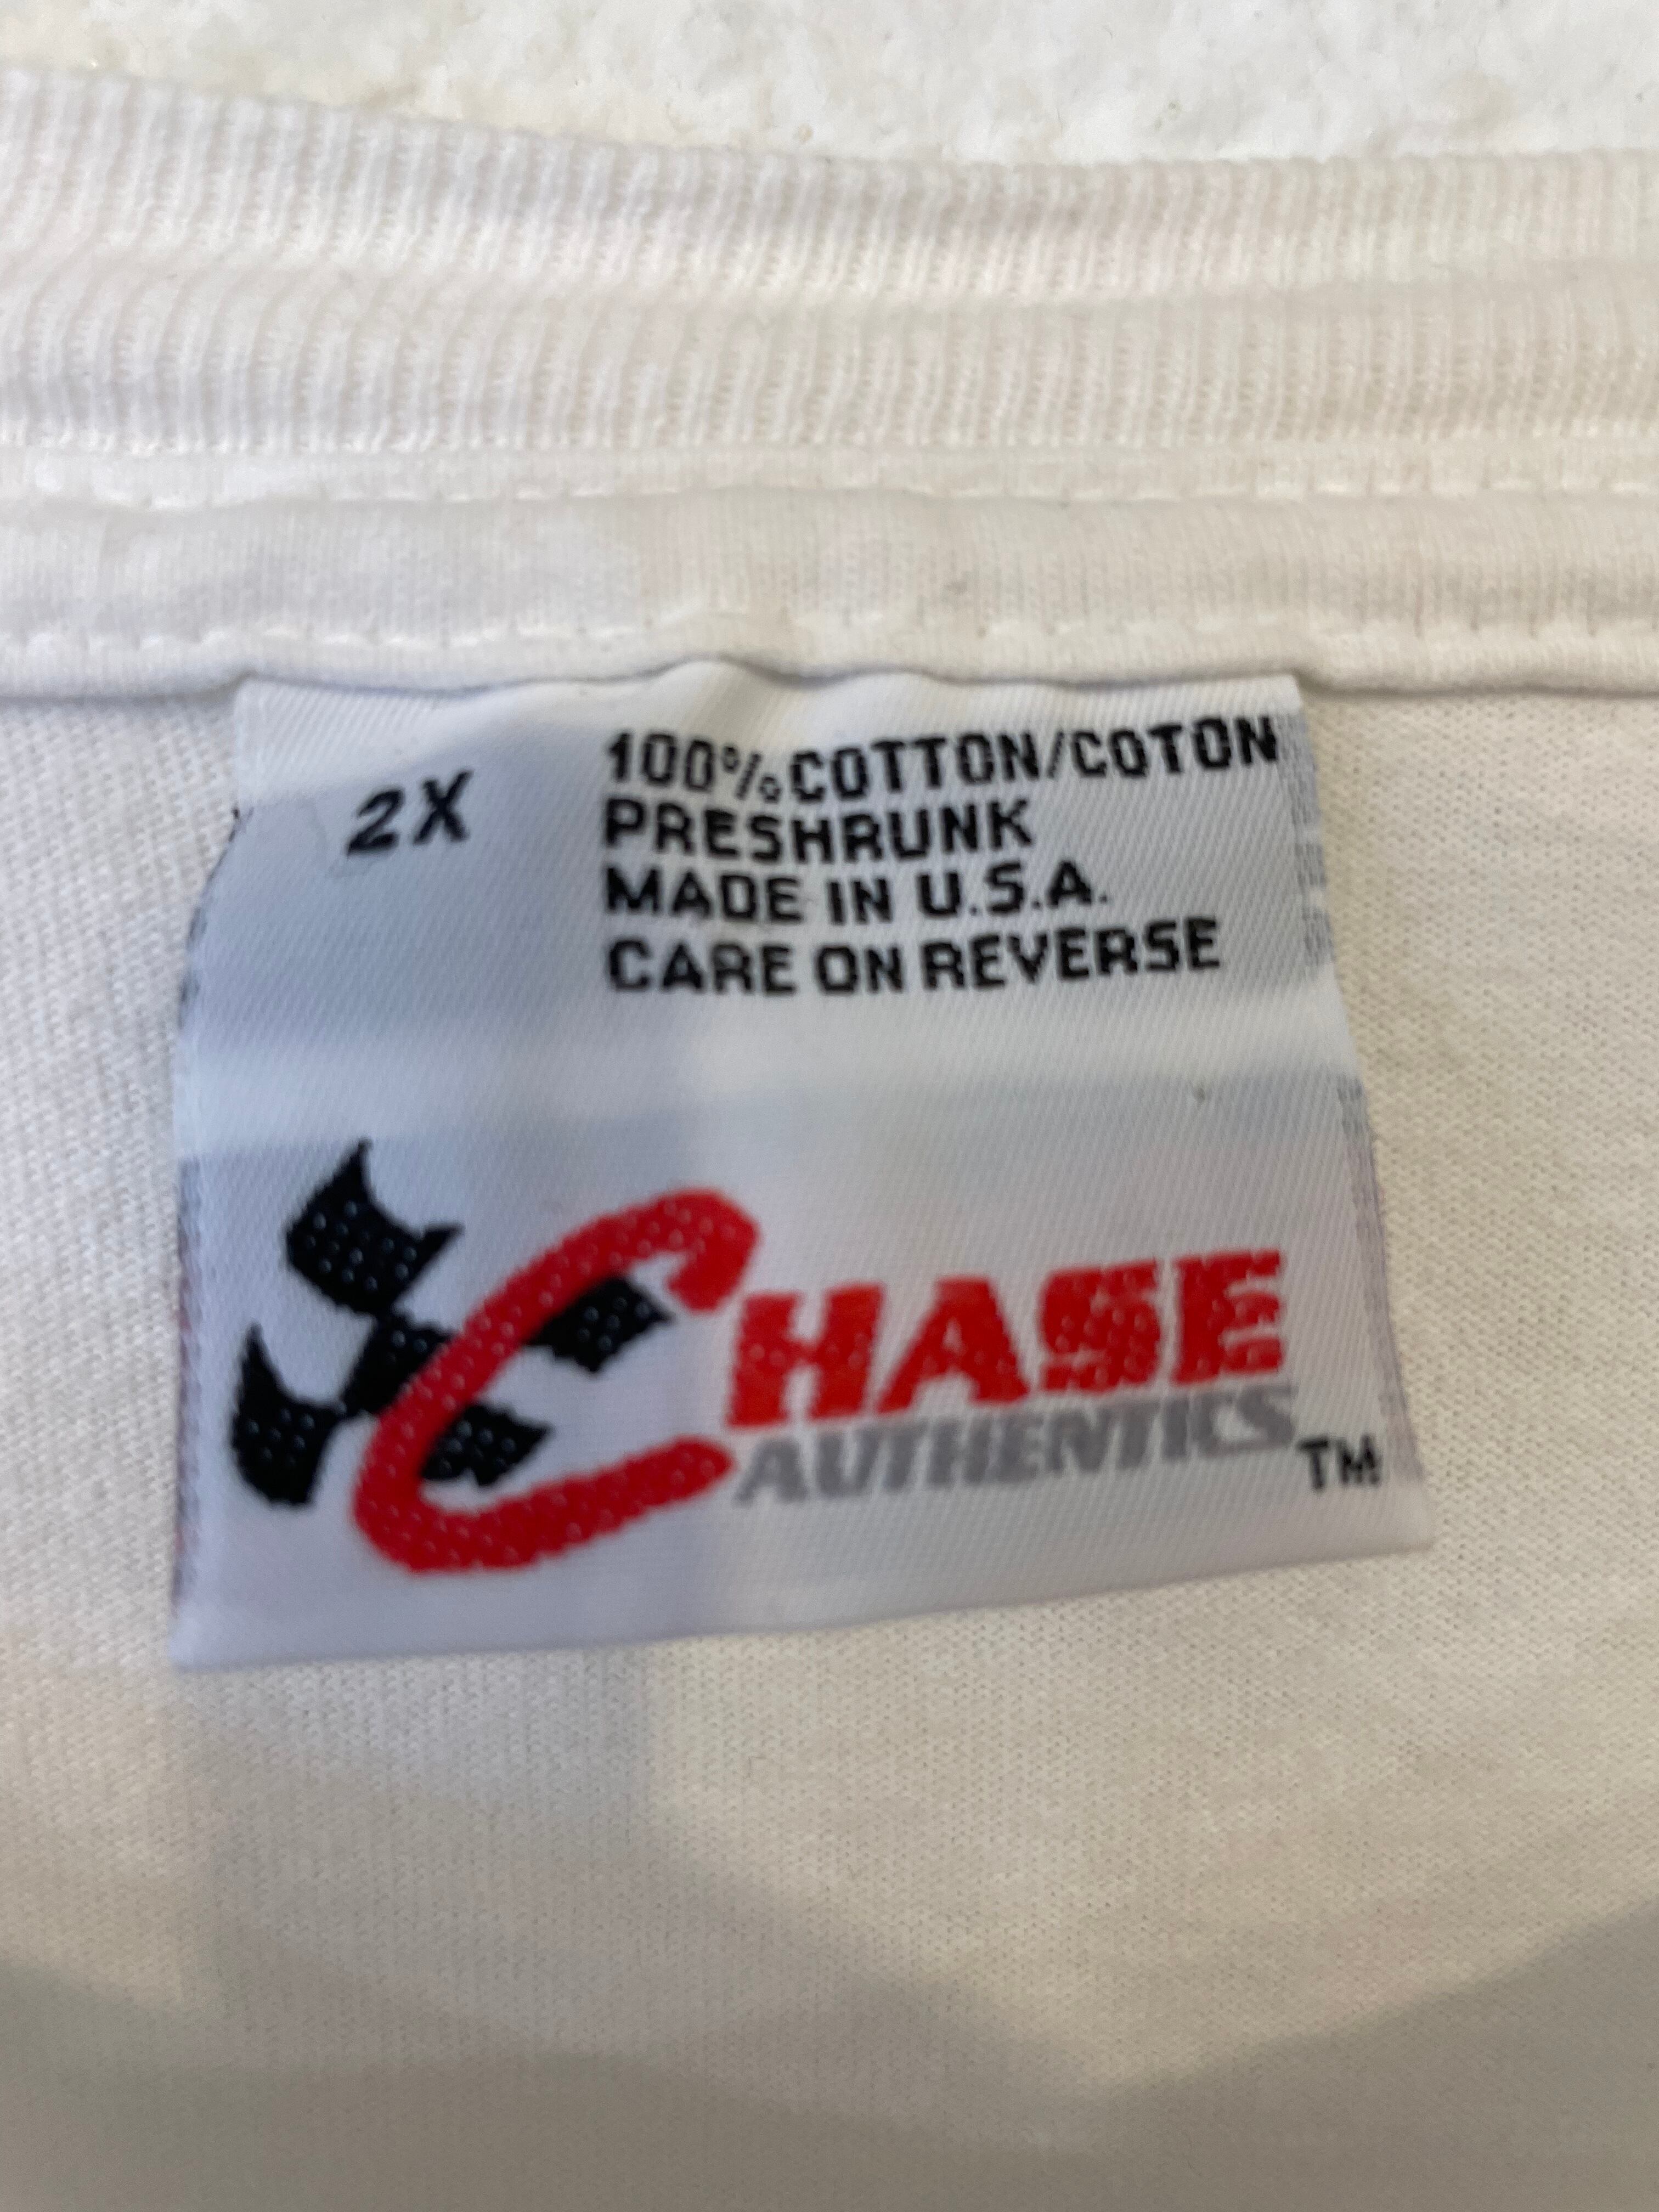 2X
100% COTTON/COTON
PRESHRUNK
MADE IN U.S.A.
CARE ON REVERSE
CHASE
AUTHENTICS TM